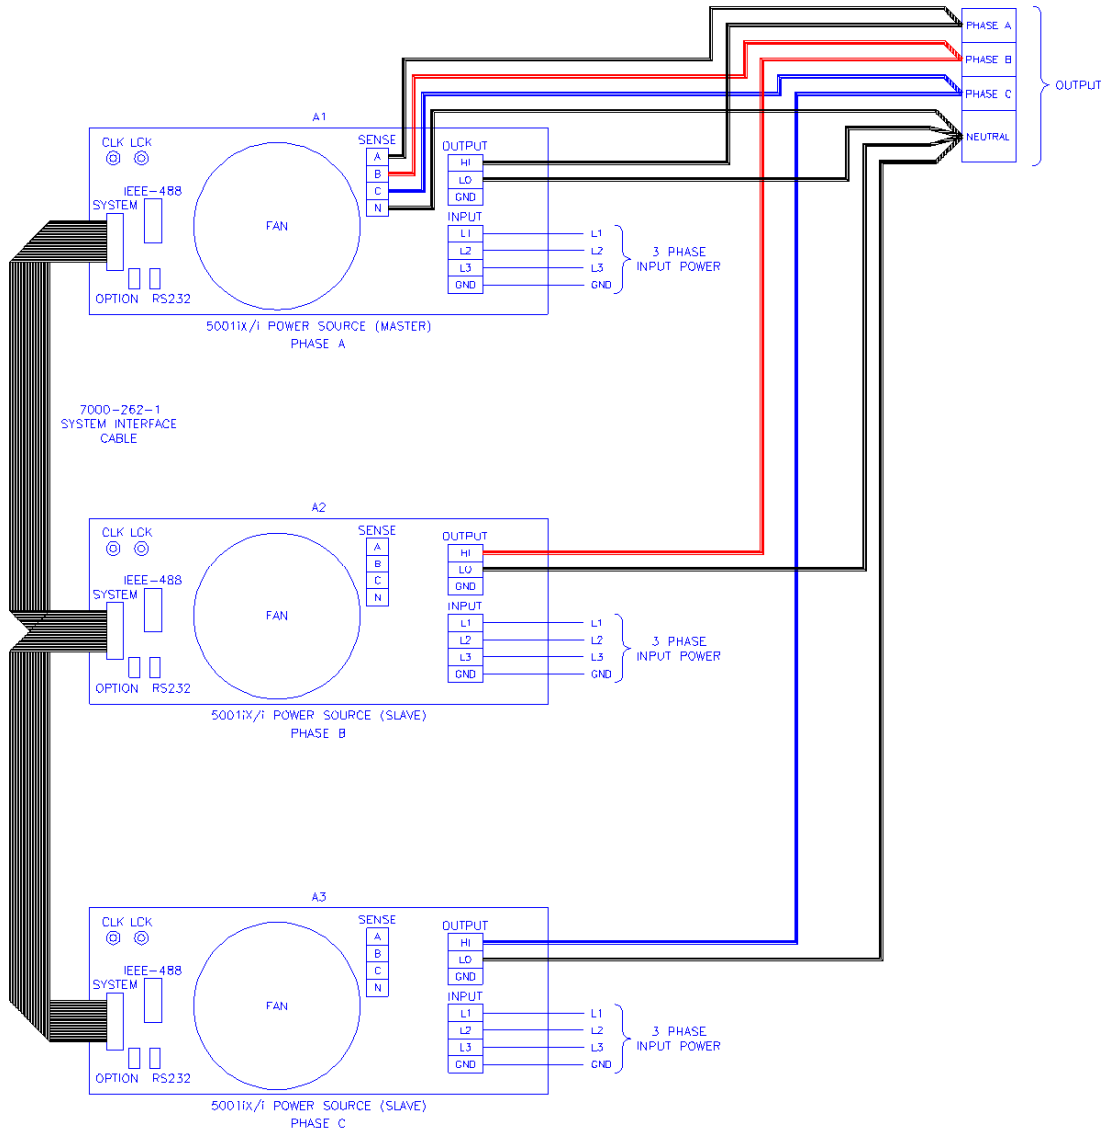 PHASE A
PHASE B
PHASE C
NEUTRAL
OUTPUT
A1
CLK LCK
IEEE-488
SYSTEM
OPTION RS232
FAN
SENSE
A
B
C
N
OUTPUT
HI
LO
GND
INPUT
L1 L1
L2 L2
L3 L3
GND GND
3 PHASE
INPUT POWER
5001iX/i POWER SOURCE (MASTER)
PHASE A
7000-262-1
SYSTEM INTERFACE
CABLE
A2
CLK LCK
IEEE-488
SYSTEM
OPTION RS232
FAN
SENSE
A
B
C
N
OUTPUT
HI
LO
GND
INPUT
L1 L1
L2 L2
L3 L3
GND GND
3 PHASE
INPUT POWER
5001iX/i POWER SOURCE (SLAVE)
PHASE B
A3
CLK LCK
IEEE-488
SYSTEM
OPTION RS232
FAN
SENSE
A
B
C
N
OUTPUT
HI
LO
GND
INPUT
L1 L1
L2 L2
L3 L3
GND GND
3 PHASE
INPUT POWER
5001iX/i POWER SOURCE (SLAVE)
PHASE C